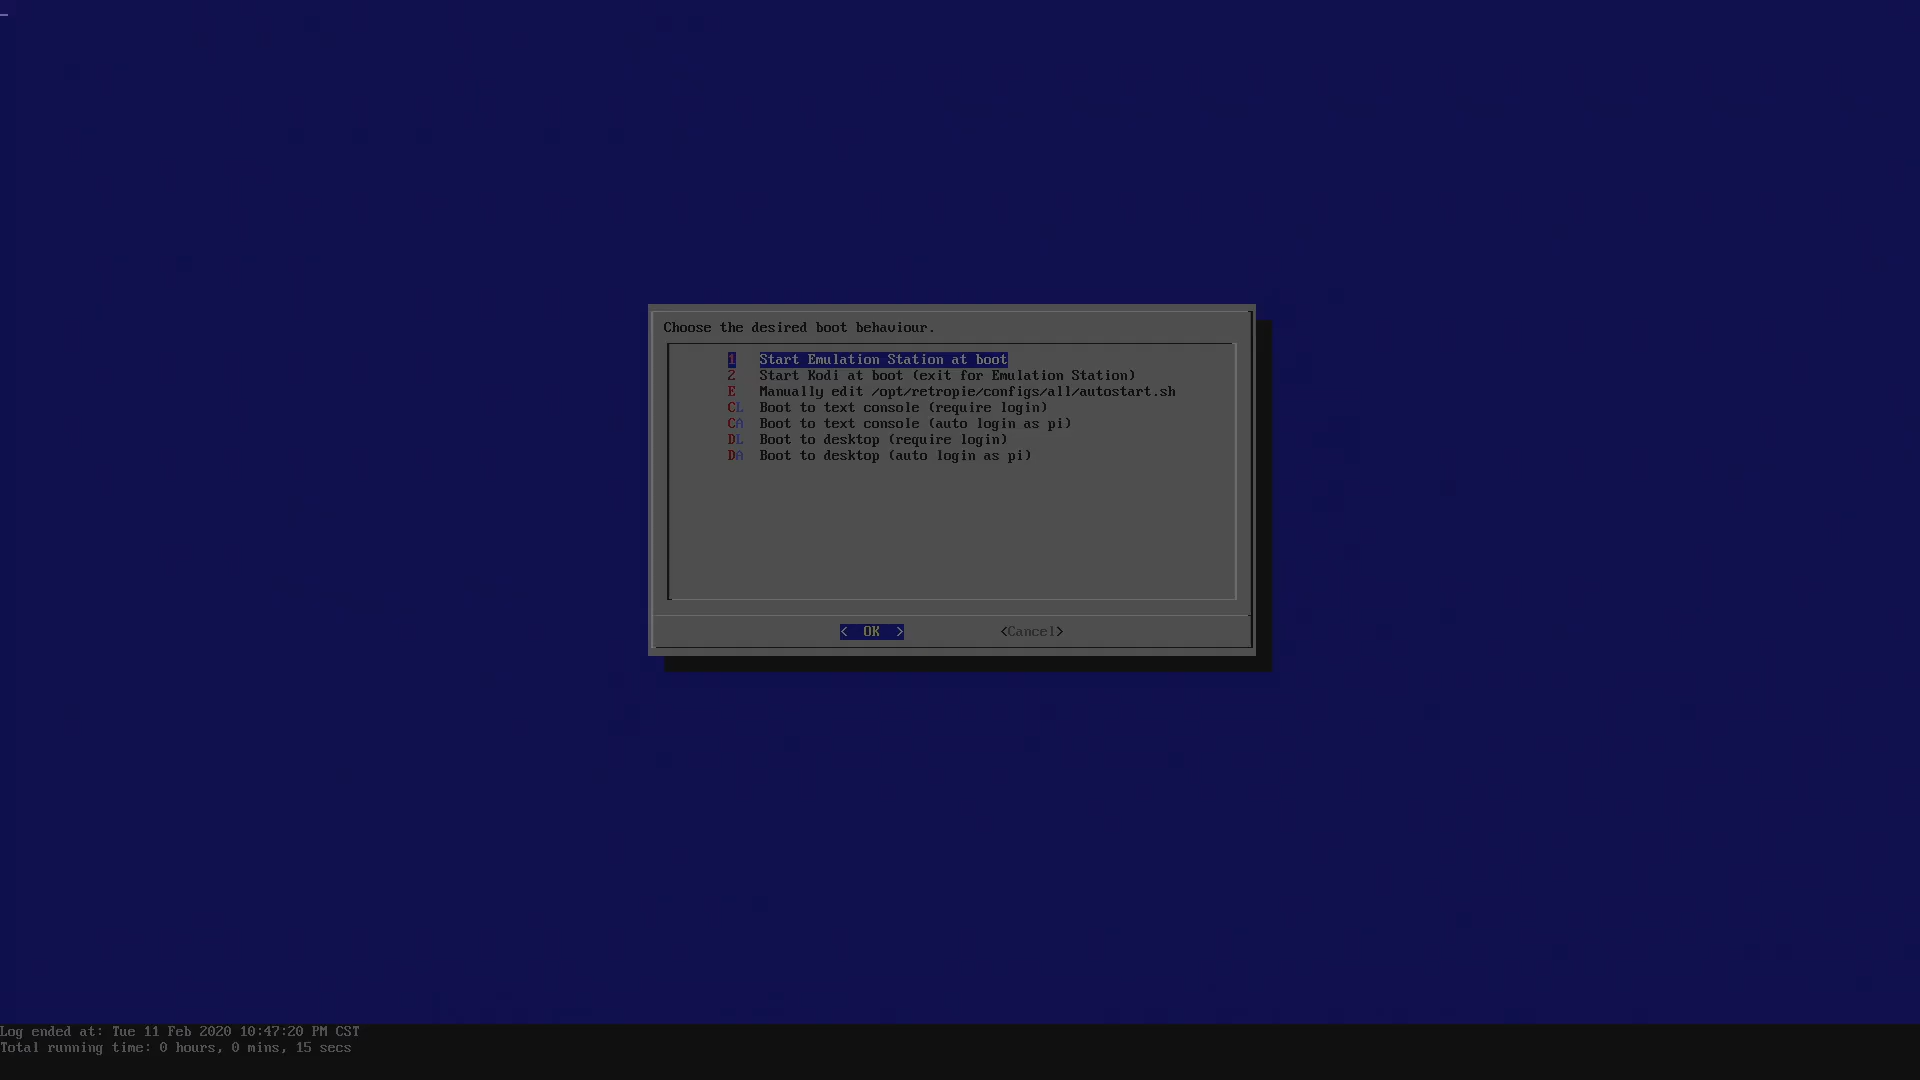 Choose the desired boot behaviour.
1 Start Emulation Station at boot
2 Start Kodi at boot (exit for Emulation Station)
E Manually edit /opt/retropie/configs/all/autostart.sh
CL Boot to text console (require login)
CA Boot to text console (auto login as pi)
DL Boot to desktop (require login)
DA Boot to desktop (auto login as pi)
< OK > <Cancel>
Log ended at: Tue 11 Feb 2020 10:47:20 PM CST
Total running time: 0 hours, 0 mins, 15 secs